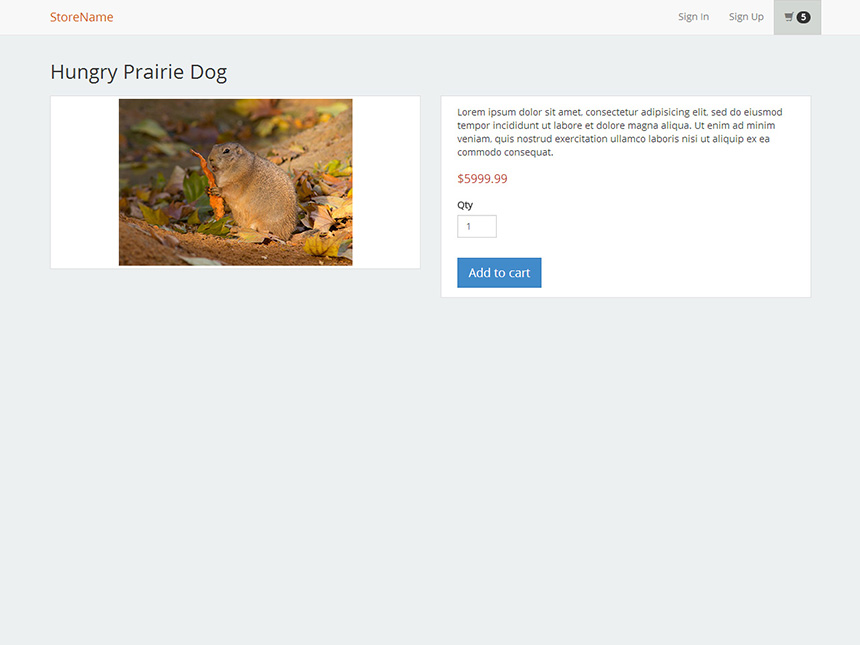 StoreName
Sign In
Sign Up
5
Hungry Prairie Dog
Lorem ipsum dolor sit amet, consectetur adipisicing elit, sed do eiusmod
tempor incididunt ut labore et dolore magna aliqua. Ut enim ad minim
veniam, quis nostrud exercitation ullamco laboris nisi ut aliquip ex ea
commodo consequat.
$5999.99
Qty
1
Add to cart